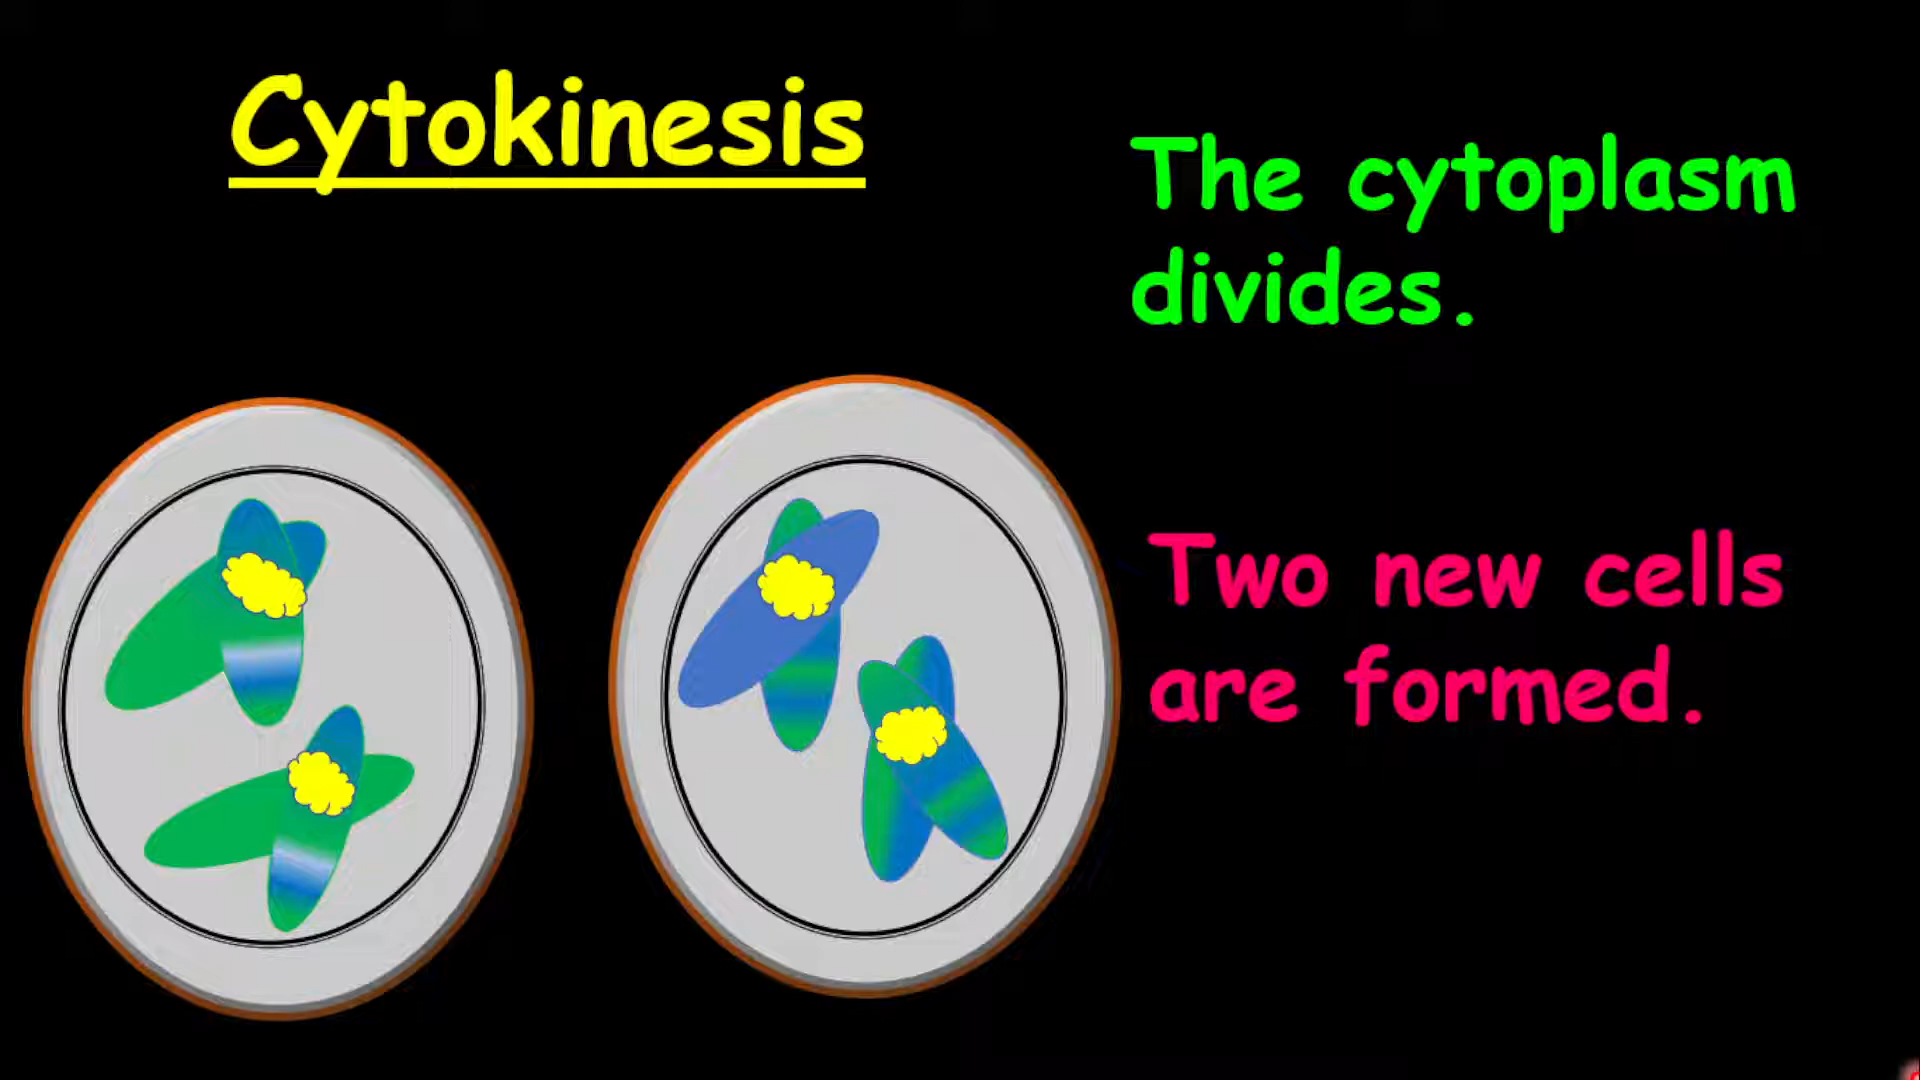 Cytokinesis
The cytoplasm
divides.
Two new cells
are formed.